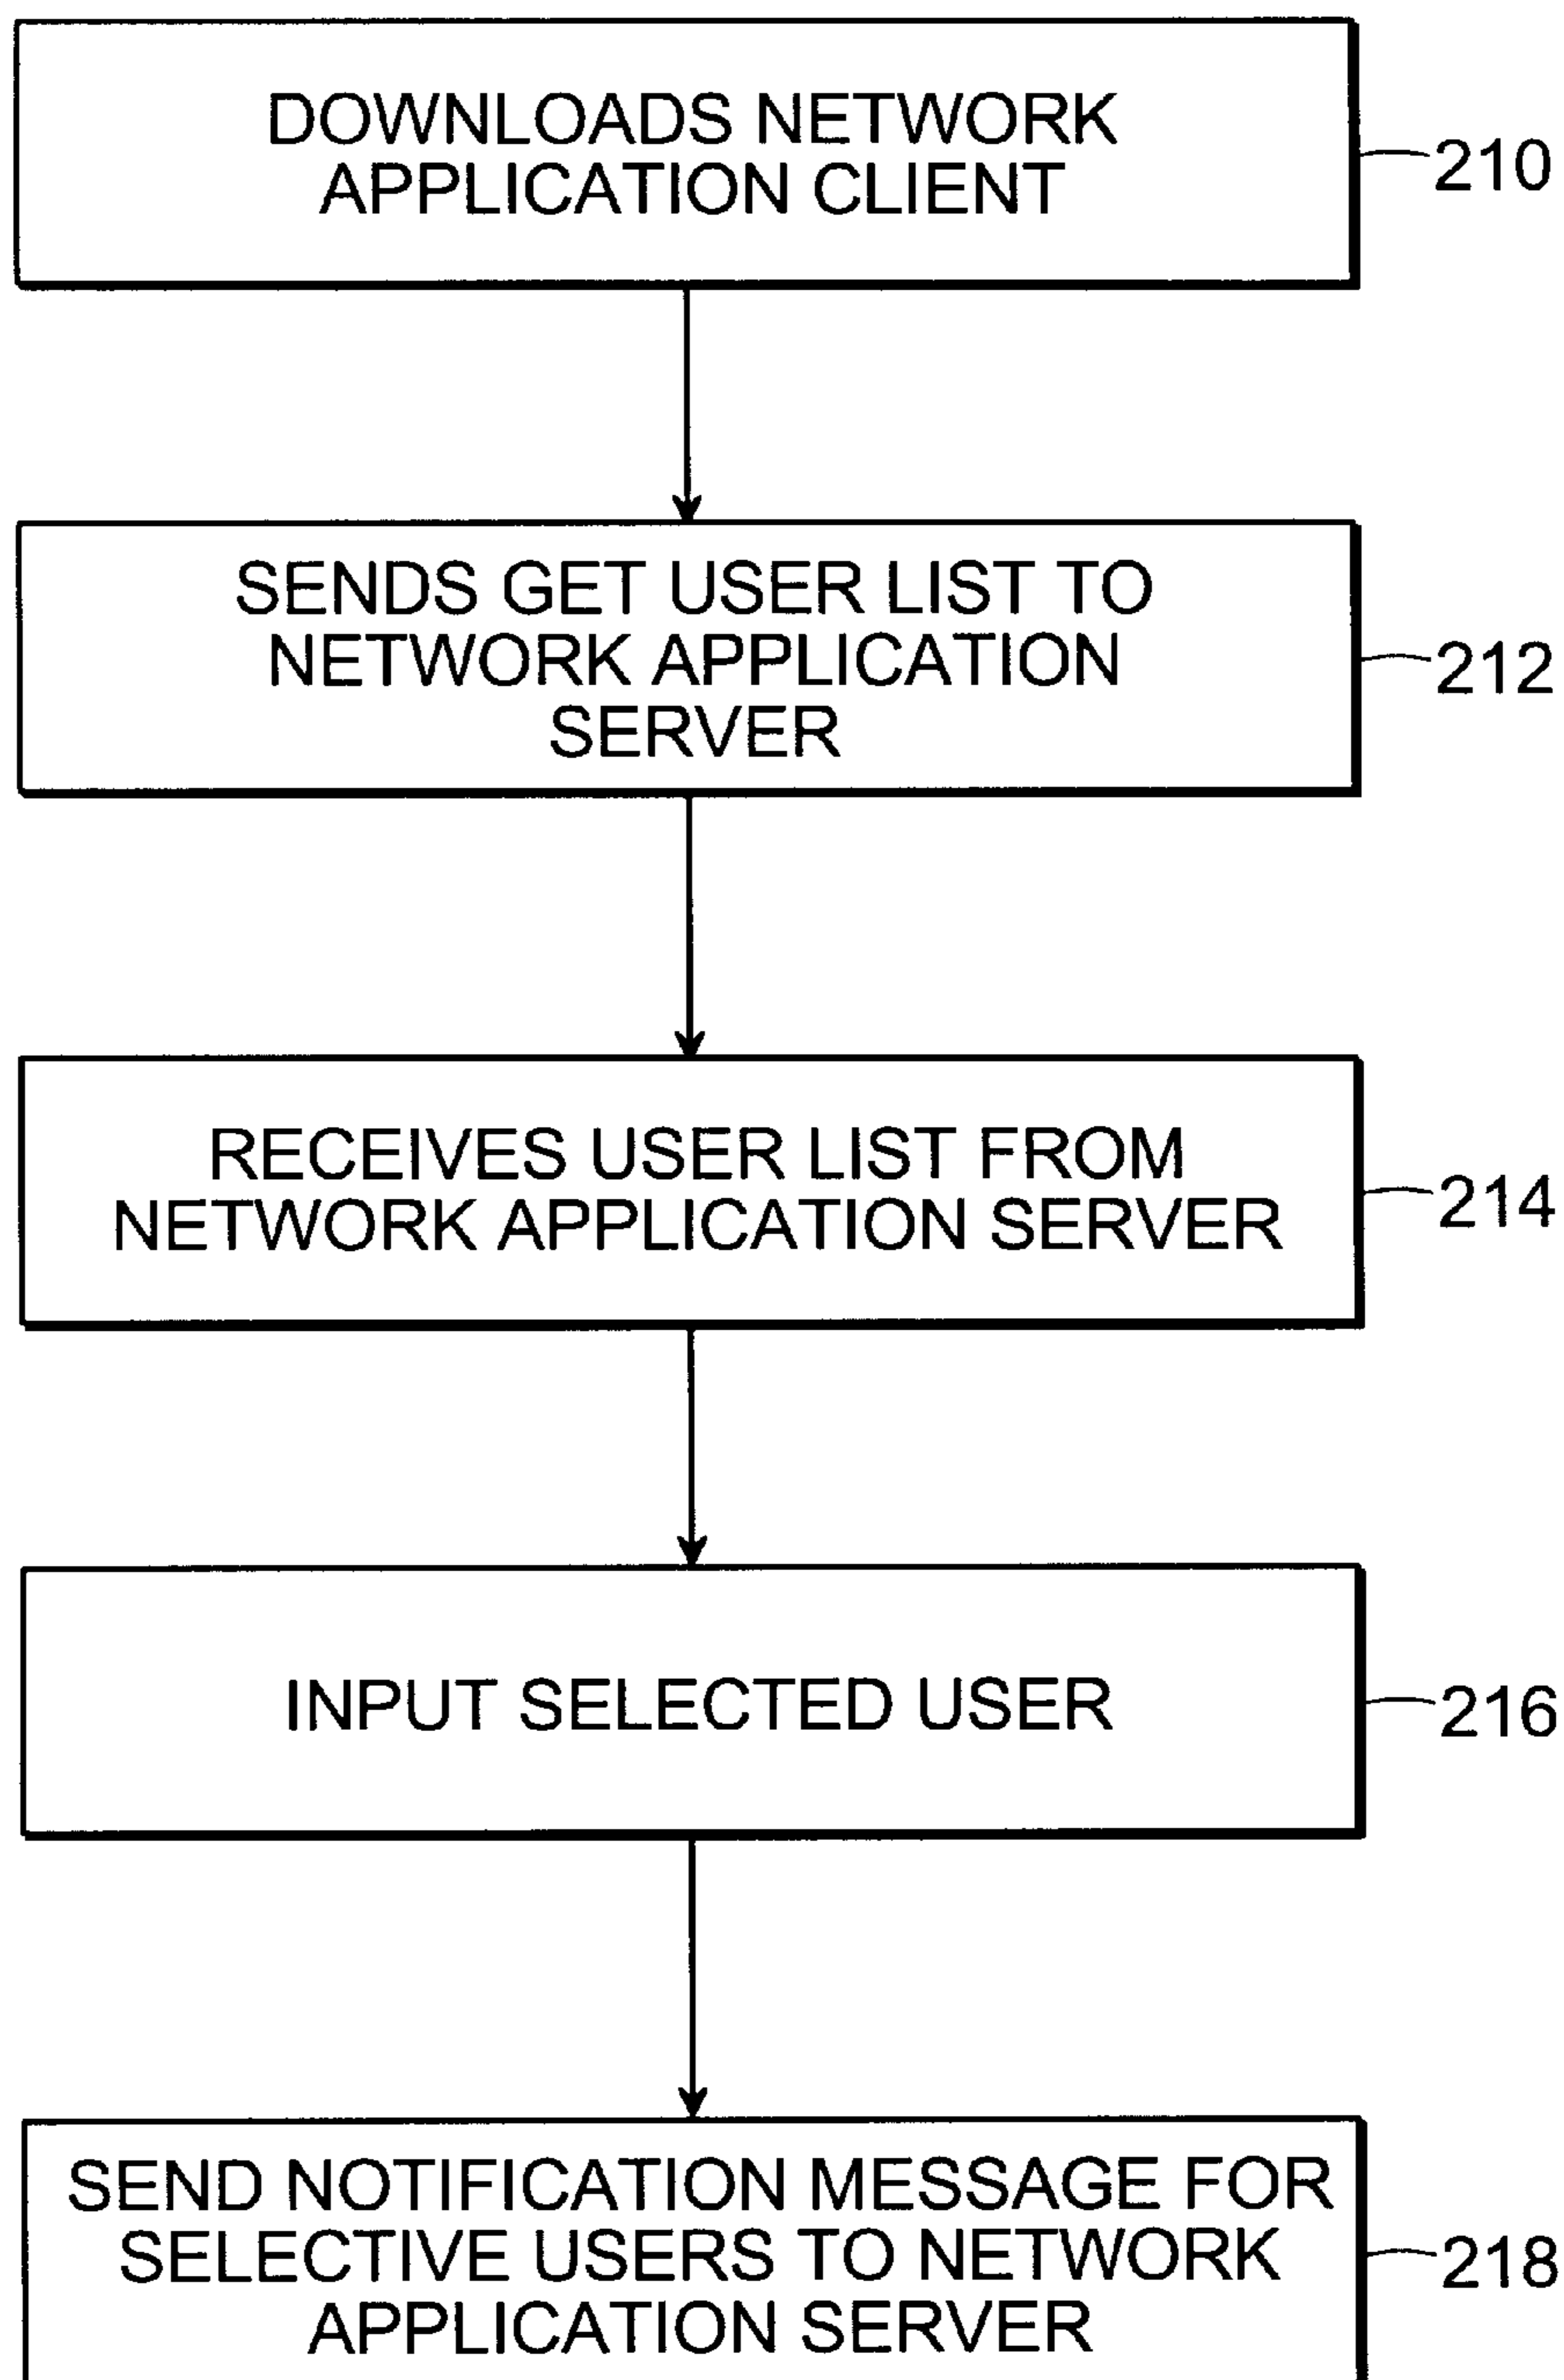 DOWNLOADS NETWORK
APPLICATION CLIENT
210
SENDS GET USER LIST TO
NETWORK APPLICATION
SERVER
212
RECEIVES USER LIST FROM
NETWORK APPLICATION SERVER
214
INPUT SELECTED USER
216
SEND NOTIFICATION MESSAGE FOR
SELECTIVE USERS TO NETWORK
APPLICATION SERVER
218